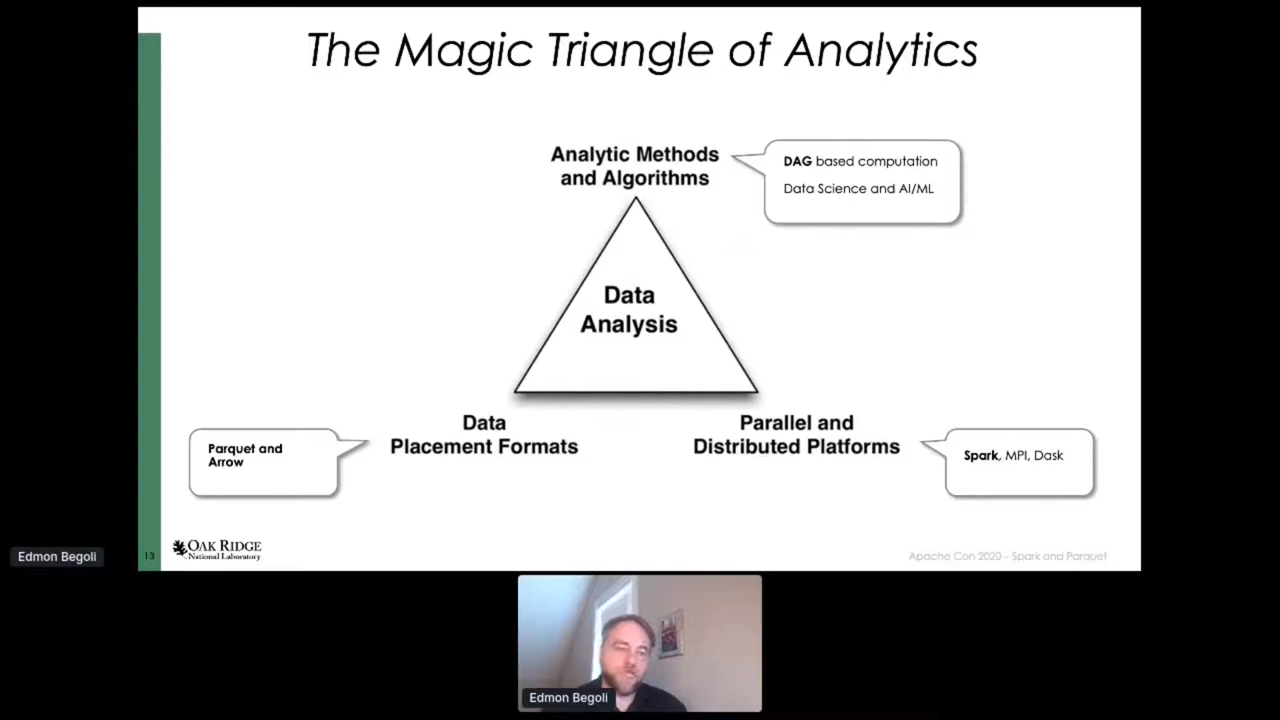 The Magic Triangle of Analytics
Analytic Methods
and Algorithms
DAG based computation
Data Science and AI/ML
Data
Analysis
Data
Placement Formats
Parallel and
Distributed Platforms
Parquet and
Arrow
Spark, MPI, Dask
Edmon Begoli
13
OAK RIDGE
National Laboratory
Apache Con 2020 – Spark and Parquet
Edmon Begoli